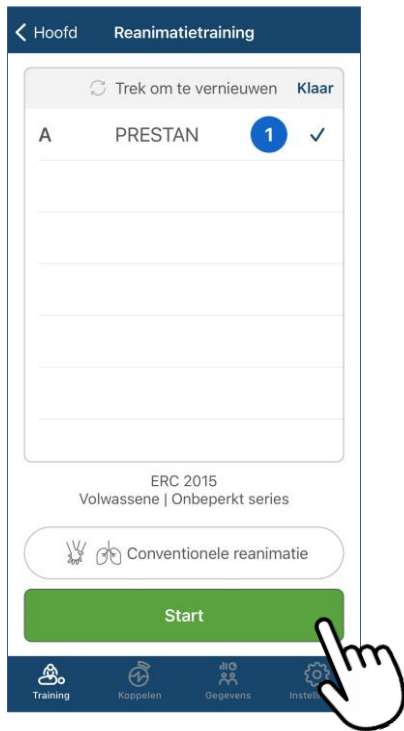 Hoofd Reanimatietraining
Trek om te vernieuwen Klaar
A PRESTAN 1
ERC 2015
Volwassene | Onbeperkt series
Conventionele reanimatie
Start
Training Koppelen Gegevens